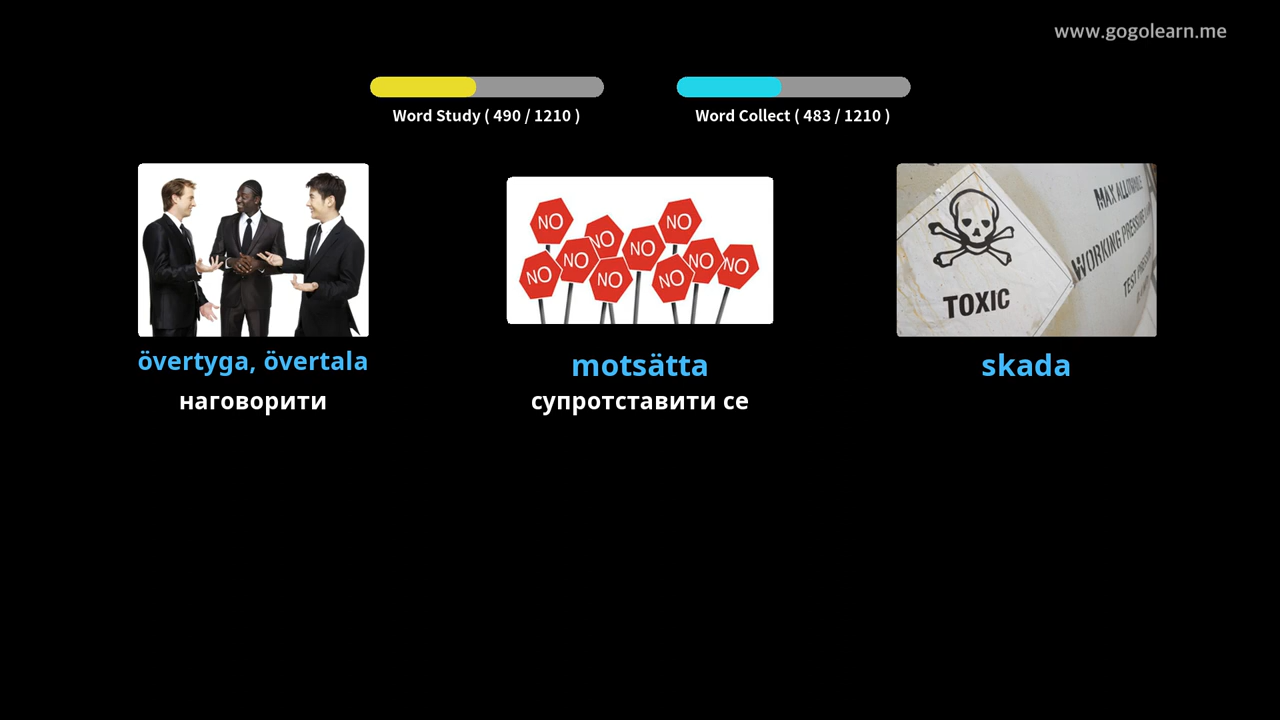 www.gogolearn.me
Word Study ( 490 / 1210 )
Word Collect ( 483 / 1210 )
NO
NO
NO
NO
NO
NO
NO
NO
NO
NO
TOXIC
MAX ALLOWABLE
WORKING PRESSURE
TEST
övertyga, övertala
motsätta
skada
наговорити
супротставити се